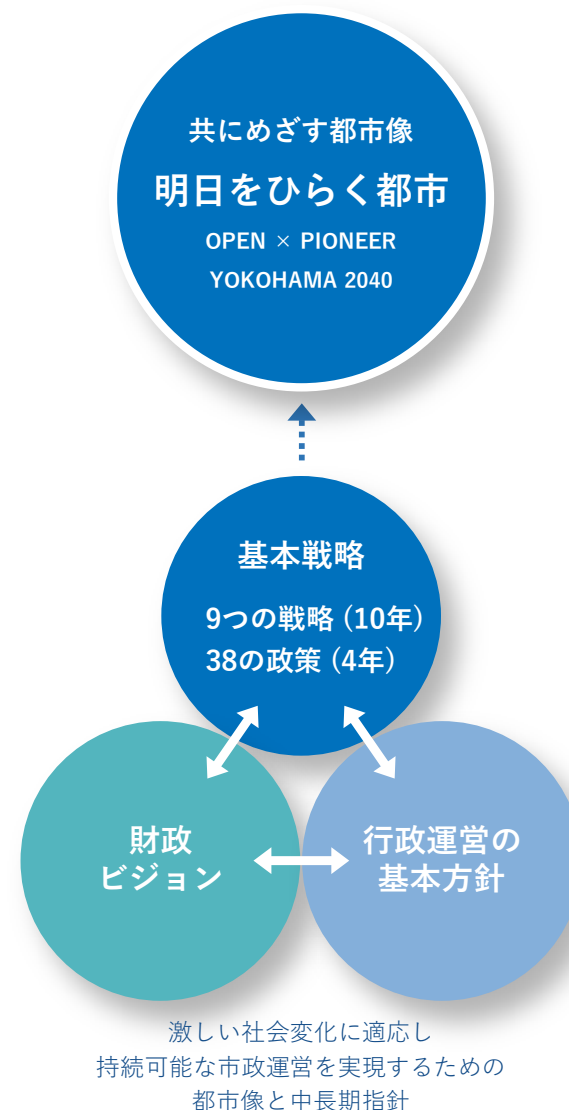 共にめざす都市像
明日をひらく都市
OPEN × PIONEER
YOKOHAMA 2040
基本戦略
9つの戦略 (10年)
38の政策 (4年)
財政
ビジョン
行政運営の
基本方針
激しい社会変化に適応し
持続可能な市政運営を実現するための
都市像と中長期指針